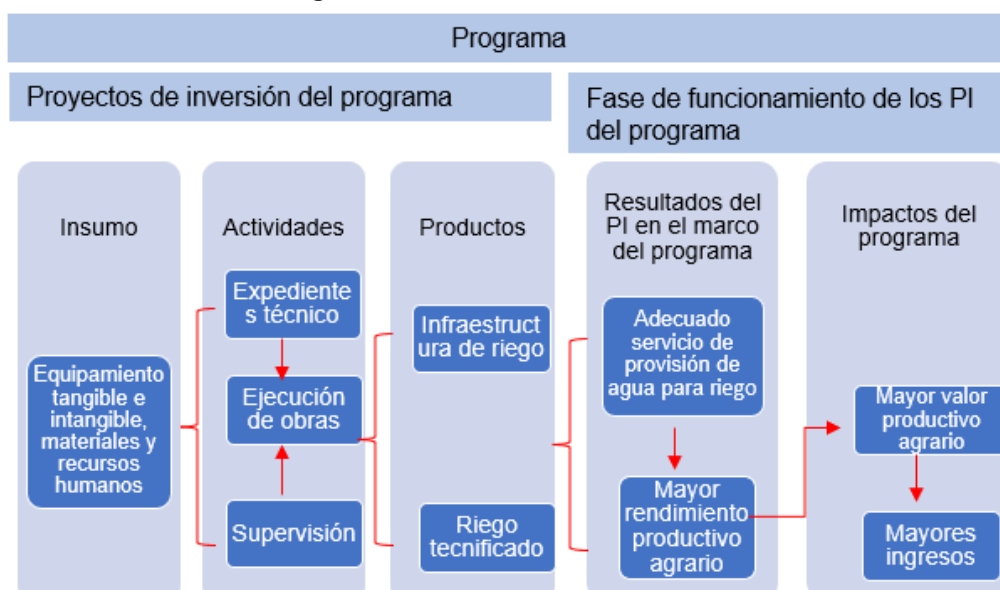 Programa
Proyectos de inversión del programa
Fase de funcionamiento de los PI
del programa
Insumo
Equipamiento
tangible e
intangible,
materiales y
recursos
humanos
Actividades
Expediente
s técnico
Ejecución
de obras
Supervisión
Productos
Infraestruct
ura de riego
Riego
tecnificado
Resultados del
PI en el marco
del programa
Adecuado
servicio de
provisión de
agua para riego
Mayor
rendimiento
productivo
agrario
Impactos del
programa
Mayor valor
productivo
agrario
Mayores
ingresos